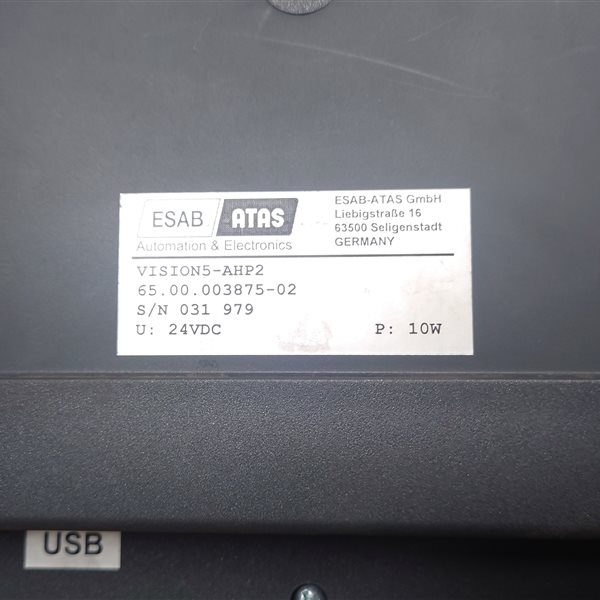 ESAB ATAS
Automation & Electronics
ESAB-ATAS GmbH
Liebigstraße 16
63500 Seligenstadt
GERMANY
VISION5-AHP2
65.00.003875-02
S/N 031 979
U: 24VDC P: 10W
USB